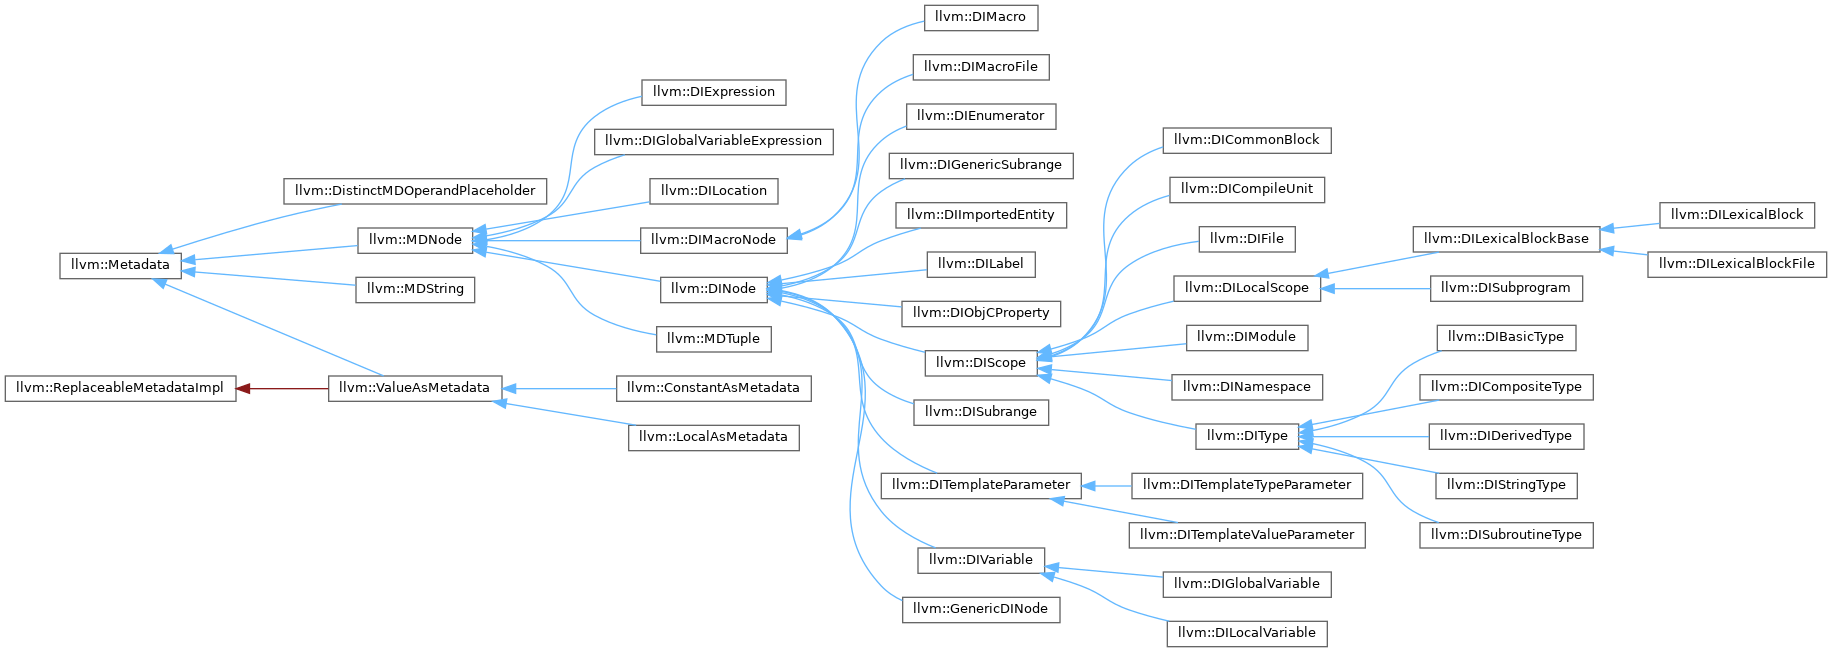 llvm::DIMacro
llvm::DIMacroFile
llvm::DIExpression
llvm::DIEnumerator
llvm::DIGlobalVariableExpression
llvm::DICommonBlock
llvm::DIGenericSubrange
llvm::DistinctMDOperandPlaceholder
llvm::DILocation
llvm::DICompileUnit
llvm::DIImportedEntity
llvm::DILexicalBlock
llvm::MDNode
llvm::DIMacroNode
llvm::DIFile
llvm::DILexicalBlockBase
llvm::Metadata
llvm::DILabel
llvm::DILexicalBlockFile
llvm::MDString
llvm::DINode
llvm::DILocalScope
llvm::DISubprogram
llvm::DIObjCProperty
llvm::MDTuple
llvm::DIModule
llvm::DIBasicType
llvm::DIScope
llvm::ReplaceableMetadataImpl
llvm::ValueAsMetadata
llvm::ConstantAsMetadata
llvm::DINamespace
llvm::DICompositeType
llvm::DISubrange
llvm::LocalAsMetadata
llvm::DIType
llvm::DIDerivedType
llvm::DITemplateParameter
llvm::DITemplateTypeParameter
llvm::DIStringType
llvm::DITemplateValueParameter
llvm::DISubroutineType
llvm::DIVariable
llvm::DIGlobalVariable
llvm::GenericDINode
llvm::DILocalVariable